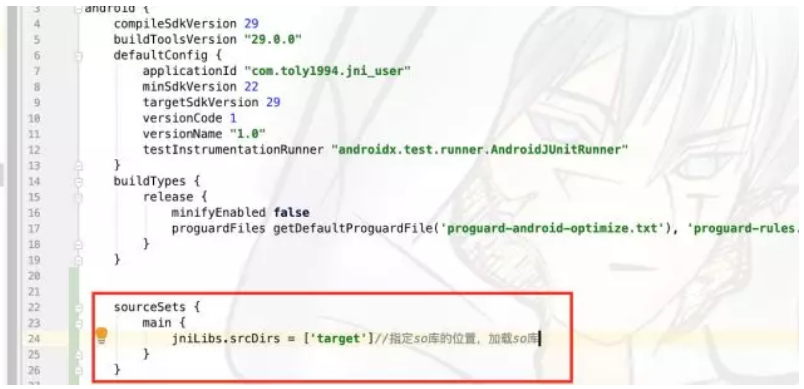 3 android {
4 compileSdkVersion 29
5 buildToolsVersion "29.0.0"
6 defaultConfig {
7 applicationId "com.toly1994.jni_user"
8 minSdkVersion 22
9 targetSdkVersion 29
10 versionCode 1
11 versionName "1.0"
12 testInstrumentationRunner "androidx.test.runner.AndroidJUnitRunner"
13 }
14 buildTypes {
15 release {
16 minifyEnabled false
17 proguardFiles getDefaultProguardFile('proguard-android-optimize.txt'), 'proguard-rules.
18 }
19 }
20
21
22 sourceSets {
23 main {
24 jniLibs.srcDirs = ['target']//指定so库的位置，加载so库
25 }
26 }
27